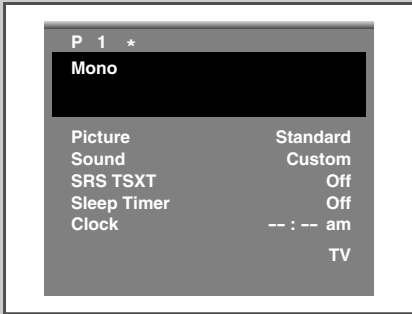 P 1 *
Mono
Picture Standard
Sound Custom
SRS TSXT Off
Sleep Timer Off
Clock -- : -- am
TV